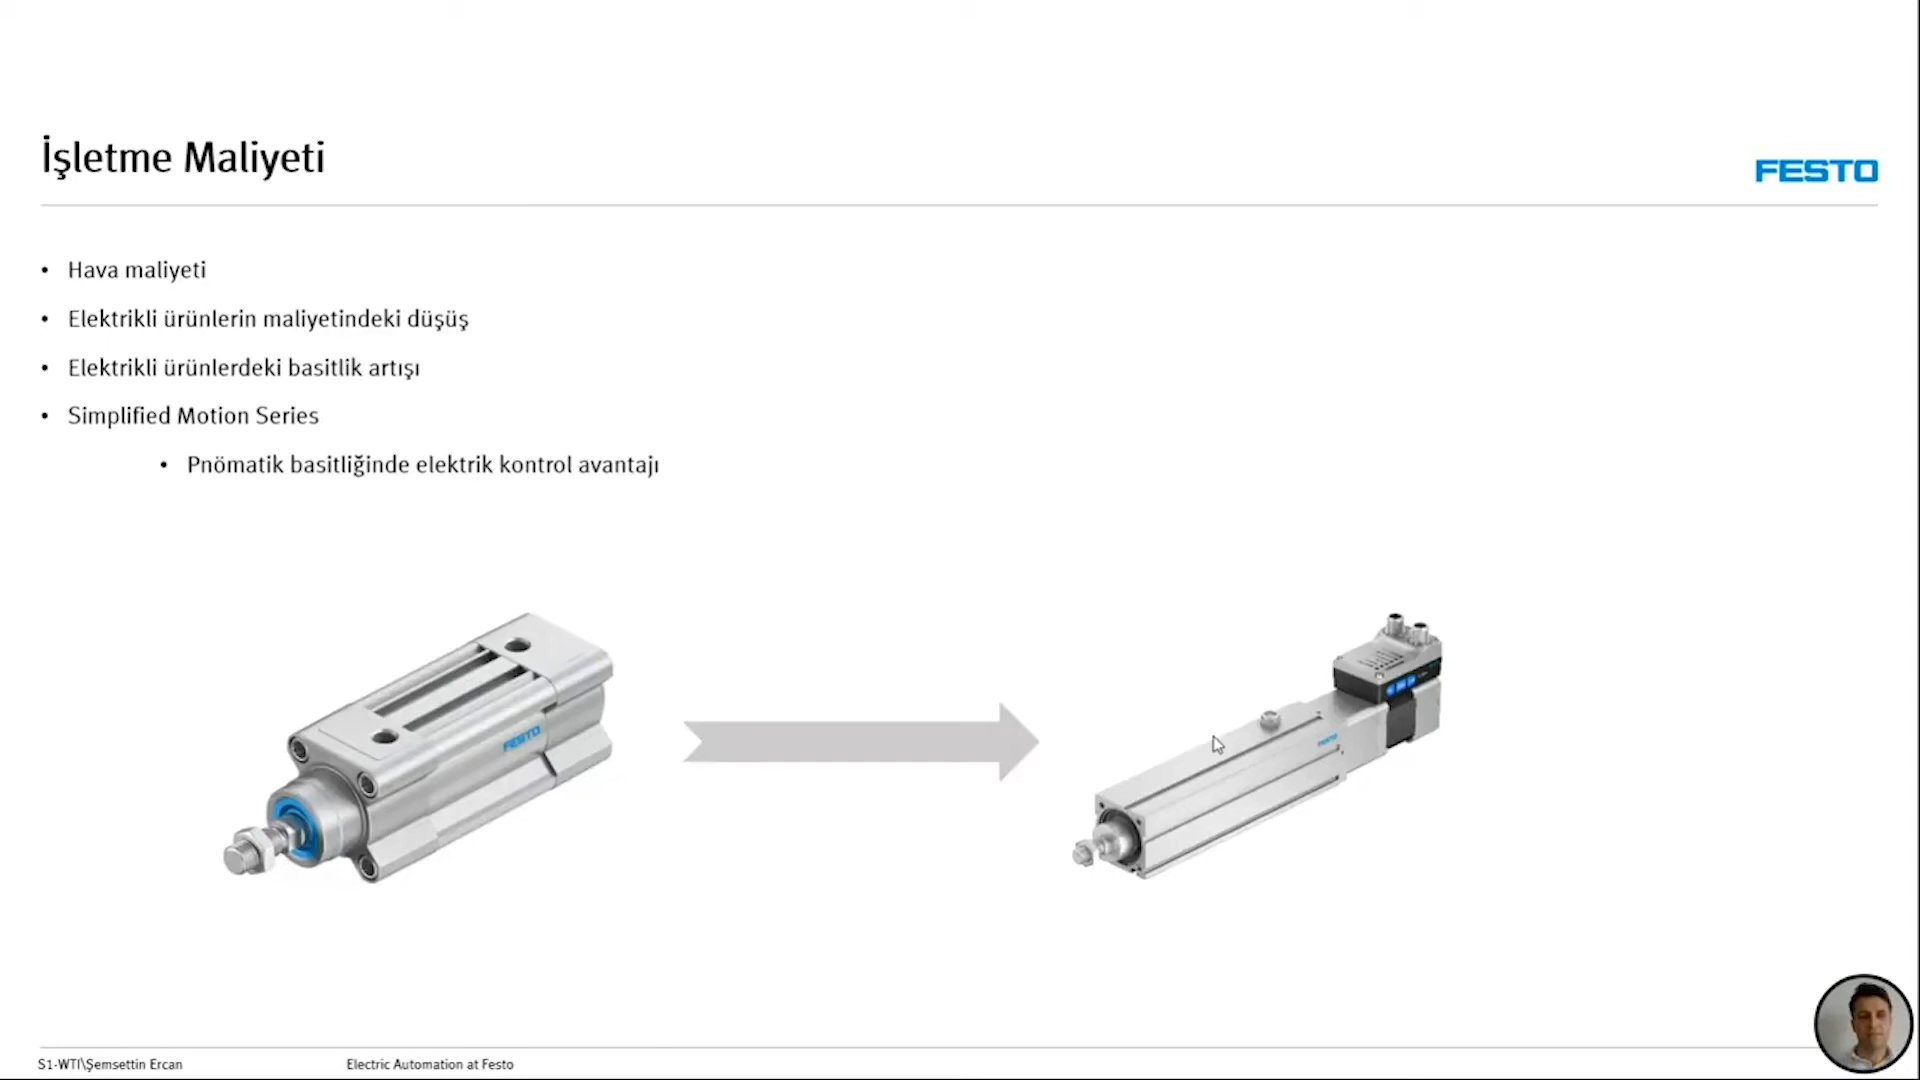 İşletme Maliyeti
FESTO
• Hava maliyeti
• Elektrikli ürünlerin maliyetindeki düşüş
• Elektrikli ürünlerdeki basitlik artışı
• Simplified Motion Series
• Pnömatik basitliğinde elektrik kontrol avantajı
FESTO
FESTO
S1-WTI\Şemsettin Ercan
Electric Automation at Festo